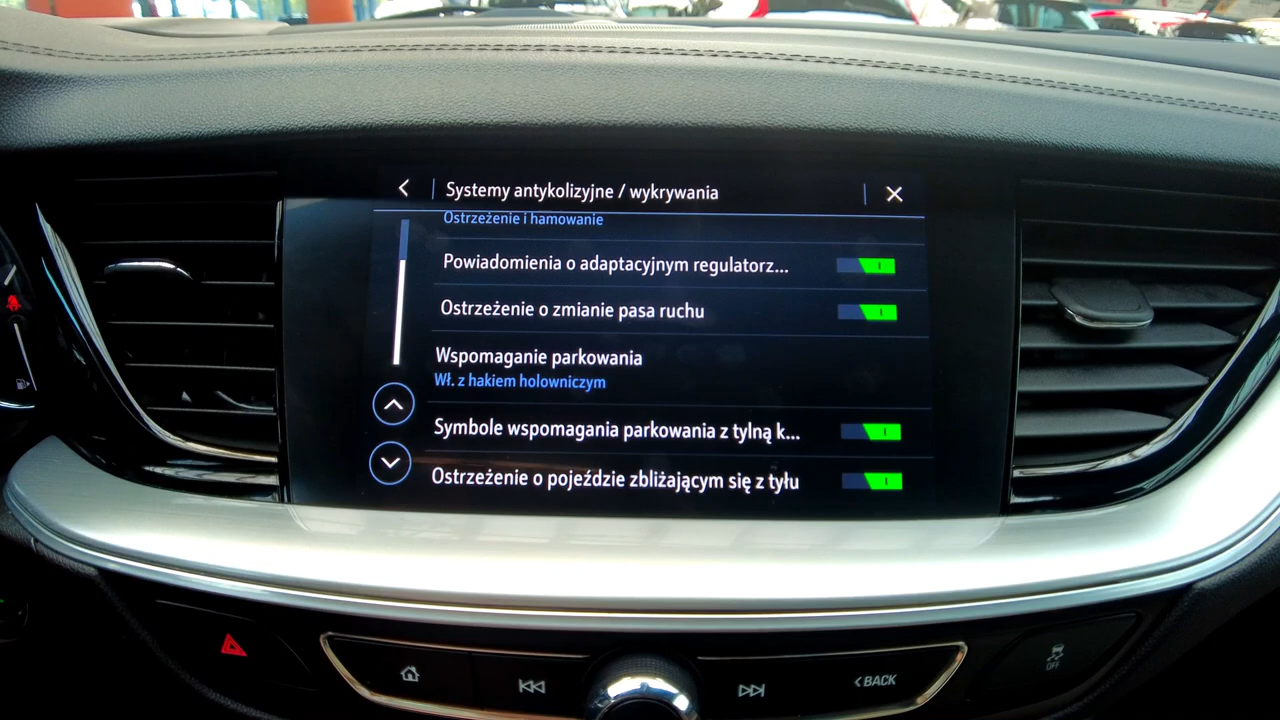 Systemy antykolizyjne / wykrywania
Ostrzeżenie i hamowanie
Powiadomienia o adaptacyjnym regulatorz...
Ostrzeżenie o zmianie pasa ruchu
Wspomaganie parkowania
Wł. z hakiem holowniczym
Symbole wspomagania parkowania z tylną k...
Ostrzeżenie o pojeździe zbliżającym się z tyłu
BACK
OFF